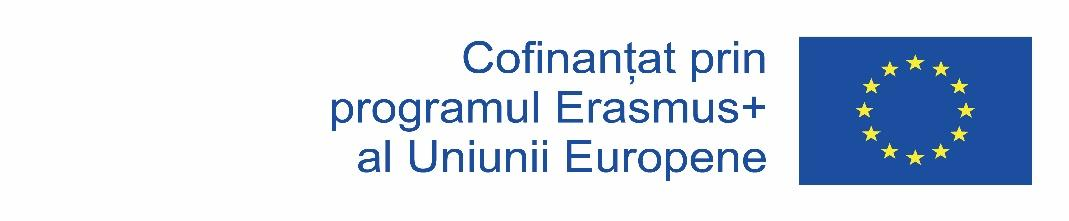 Cofinanțat prin
programul Erasmus+
al Uniunii Europene